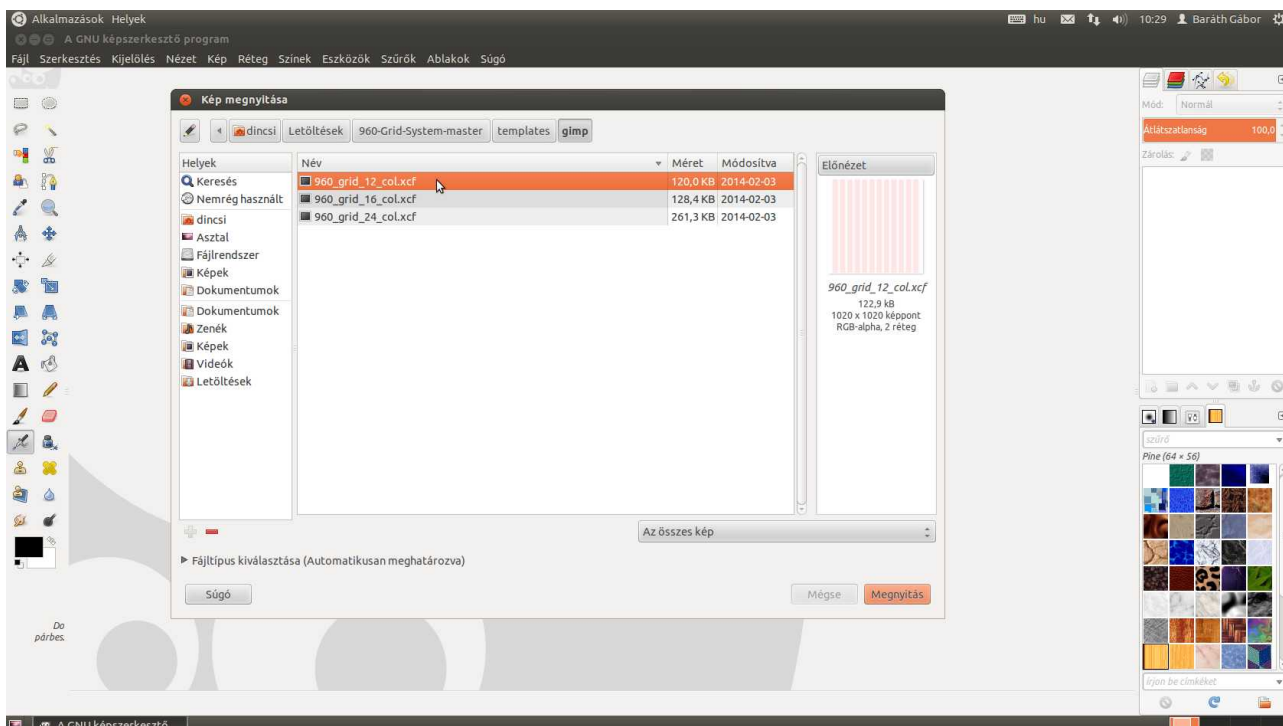 Alkalmazások Helyek
hu 10:29 Baráth Gábor
A GNU képszerkesztő program
Fájl Szerkesztés Kijelölés Nézet Kép Réteg Színek Eszközök Szűrők Ablakok Súgó
Kép megnyitása
dincsi Letöltések 960-Grid-System-master templates gimp
Helyek
Keresés
Nemrég használt
dincsi
Asztal
Fájlrendszer
Képek
Dokumentumok
Dokumentumok
Zenék
Képek
Videók
Letöltések
Név Méret Módosítva
960_grid_12_col.xcf 120,0 KB 2014-02-03
960_grid_16_col.xcf 128,4 KB 2014-02-03
960_grid_24_col.xcf 261,3 KB 2014-02-03
Előnézet
960_grid_12_col.xcf
122,9 kB
1020 x 1020 képpont
RGB-alpha, 2 réteg
Az összes kép
Fájltípus kiválasztása (Automatikusan meghatározva)
Súgó
Mégse Megnyitás
Mód: Normál
Átlátszatlanság 100,0
Zárolás:
szűrő
Pine (64 × 56)
írjon be címkéket
Do
párbes
A GNU képszerkesztő